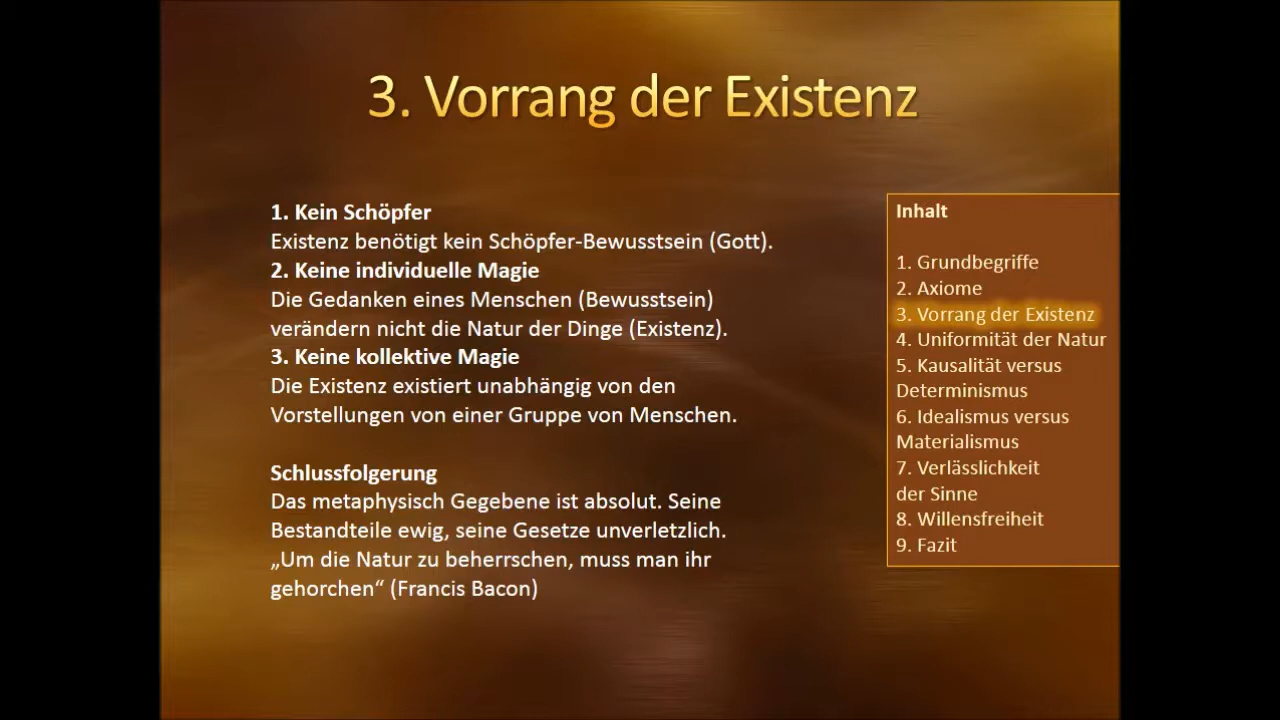 3. Vorrang der Existenz
1. Kein Schöpfer
Existenz benötigt kein Schöpfer-Bewusstsein (Gott).
2. Keine individuelle Magie
Die Gedanken eines Menschen (Bewusstsein)
verändern nicht die Natur der Dinge (Existenz).
3. Keine kollektive Magie
Die Existenz existiert unabhängig von den
Vorstellungen von einer Gruppe von Menschen.
Schlussfolgerung
Das metaphysisch Gegebene ist absolut. Seine
Bestandteile ewig, seine Gesetze unverletzlich.
„Um die Natur zu beherrschen, muss man ihr
gehorchen“ (Francis Bacon)
Inhalt
1. Grundbegriffe
2. Axiome
3. Vorrang der Existenz
4. Uniformität der Natur
5. Kausalität versus
Determinismus
6. Idealismus versus
Materialismus
7. Verlässlichkeit
der Sinne
8. Willensfreiheit
9. Fazit